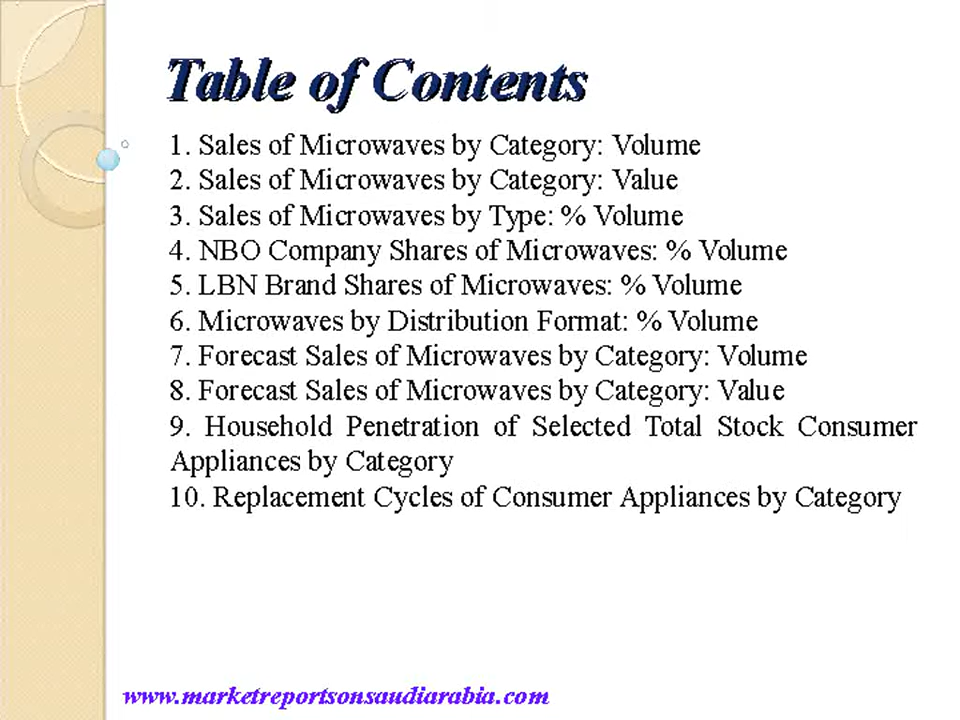 Table of Contents
1. Sales of Microwaves by Category: Volume
2. Sales of Microwaves by Category: Value
3. Sales of Microwaves by Type: % Volume
4. NBO Company Shares of Microwaves: % Volume
5. LBN Brand Shares of Microwaves: % Volume
6. Microwaves by Distribution Format: % Volume
7. Forecast Sales of Microwaves by Category: Volume
8. Forecast Sales of Microwaves by Category: Value
9. Household Penetration of Selected Total Stock Consumer
Appliances by Category
10. Replacement Cycles of Consumer Appliances by Category
www.marketreportsonsaudiarabia.com